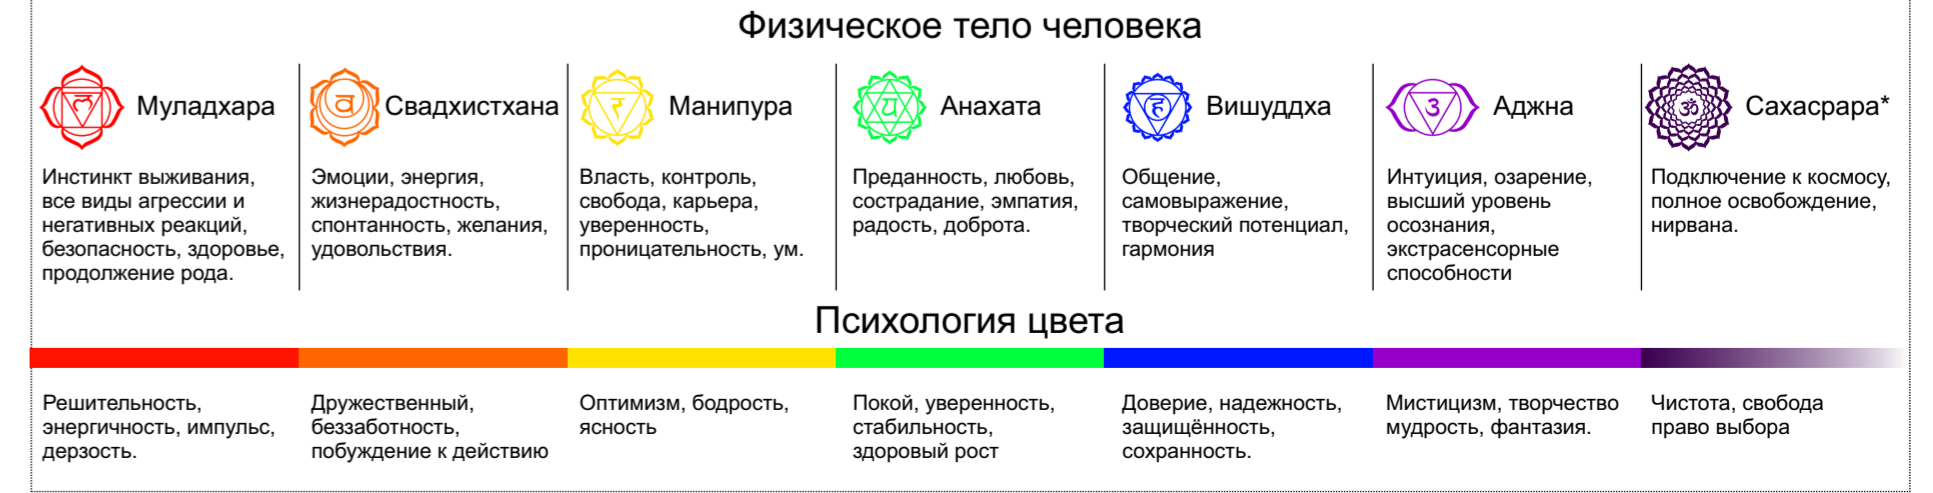 Физическое тело человека
Муладхара
Инстинкт выживания,
все виды агрессии и
негативных реакций,
безопасность, здоровье,
продолжение рода.
Свадхистхана
Эмоции, энергия,
жизнерадостность,
спонтанность, желания,
удовольствия.
Манипура
Власть, контроль,
свобода, карьера,
уверенность,
проницательность, ум.
Анахата
Преданность, любовь,
сострадание, эмпатия,
радость, доброта.
Вишуддха
Общение,
самовыражение,
творческий потенциал,
гармония
Аджна
Интуиция, озарение,
высший уровень
осознания,
экстрасенсорные
способности
Сахасрара*
Подключение к космосу,
полное освобождение,
нирвана.
Психология цвета
Решительность,
энергичность, импульс,
дерзость.
Дружественный,
беззаботность,
побуждение к действию
Оптимизм, бодрость,
ясность
Покой, уверенность,
стабильность,
здоровый рост
Доверие, надежность,
защищённость,
сохранность.
Мистицизм, творчество
мудрость, фантазия.
Чистота, свобода
право выбора